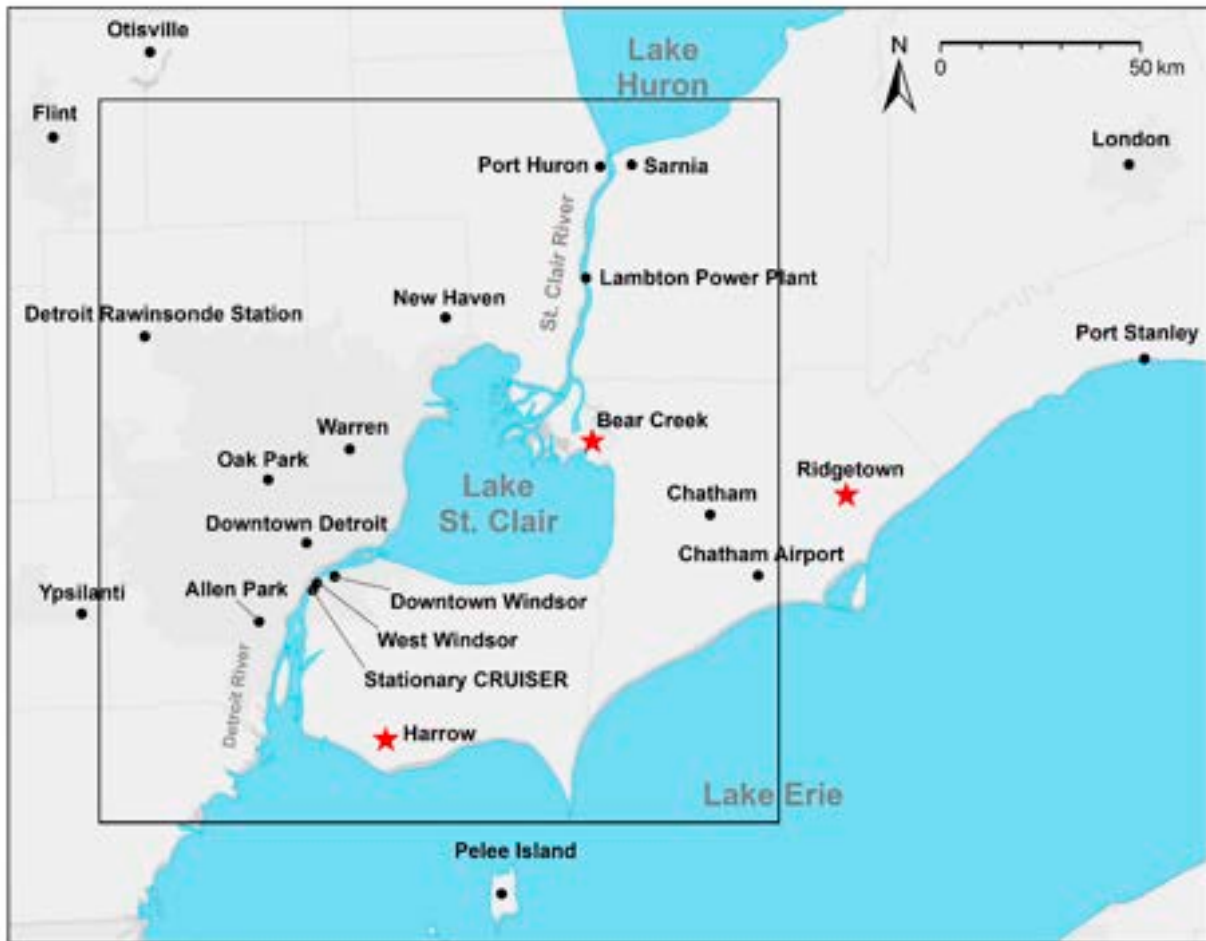 Otisville
Lake
Huron
N
0
50 km
Flint
London
Port Huron
Sarnia
St. Clair River
Lambton Power Plant
New Haven
Detroit Rawinsonde Station
Port Stanley
Bear Creek
Warren
Oak Park
Ridgetown
Lake
St. Clair
Chatham
Downtown Detroit
Chatham Airport
Ypsilanti
Allen Park
Downtown Windsor
West Windsor
Stationary CRUISER
Detroit River
Harrow
Lake Erie
Pelee Island